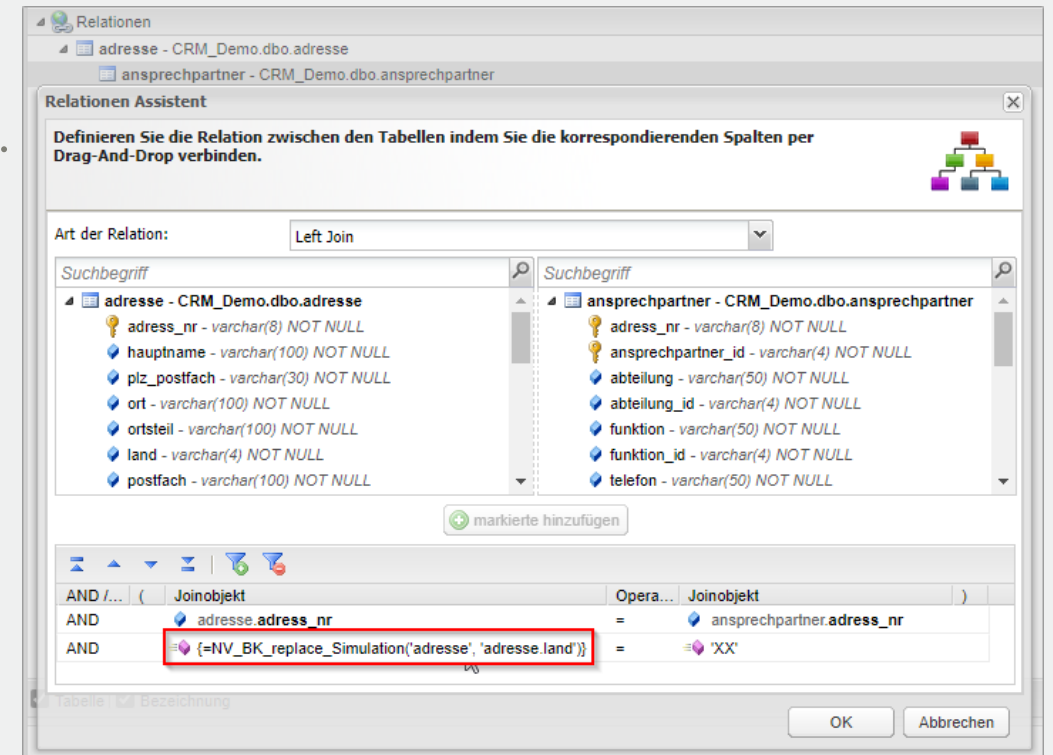 Relationen
adresse - CRM_Demo.dbo.adresse
ansprechpartner - CRM_Demo.dbo.ansprechpartner
Relationen Assistent
Definieren Sie die Relation zwischen den Tabellen indem Sie die korrespondierenden Spalten per
Drag-And-Drop verbinden.
Art der Relation: Left Join
Suchbegriff Suchbegriff
adresse - CRM_Demo.dbo.adresse ansprechpartner - CRM_Demo.dbo.ansprechpartner
adress_nr - varchar(8) NOT NULL adress_nr - varchar(8) NOT NULL
hauptname - varchar(100) NOT NULL ansprechpartner_id - varchar(4) NOT NULL
plz_postfach - varchar(30) NOT NULL abteilung - varchar(50) NOT NULL
ort - varchar(100) NOT NULL abteilung_id - varchar(4) NOT NULL
ortsteil - varchar(100) NOT NULL funktion - varchar(50) NOT NULL
land - varchar(4) NOT NULL funktion_id - varchar(4) NOT NULL
postfach - varchar(100) NOT NULL telefon - varchar(50) NOT NULL
markierte hinzufügen
AND /... ( Joinobjekt Opera... Joinobjekt )
AND adresse.adress_nr = ansprechpartner.adress_nr
AND {=NV_BK_replace_Simulation('adresse', 'adresse.land')} = 'XX'
Tabelle Bezeichnung
OK Abbrechen